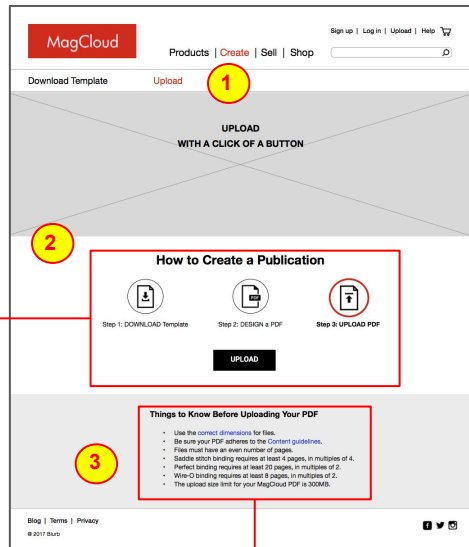 MagCloud
Sign up | Log in | Upload | Help
Products | Create | Sell | Shop
Download Template Upload
1
UPLOAD
WITH A CLICK OF A BUTTON
2
How to Create a Publication
PDF
Step 1: DOWNLOAD Template Step 2: DESIGN a PDF Step 3: UPLOAD PDF
UPLOAD
Things to Know Before Uploading Your PDF
• Use the correct dimensions for files.
• Be sure your PDF adheres to the Content guidelines.
• Files must have an even number of pages.
• Saddle stitch binding requires at least 4 pages, in multiples of 4.
• Perfect binding requires at least 20 pages, in multiples of 2.
• Wire-O binding requires at least 8 pages, in multiples of 2.
• The upload size limit for your MagCloud PDF is 300MB.
3
Blog | Terms | Privacy
@ 2017 Blurb